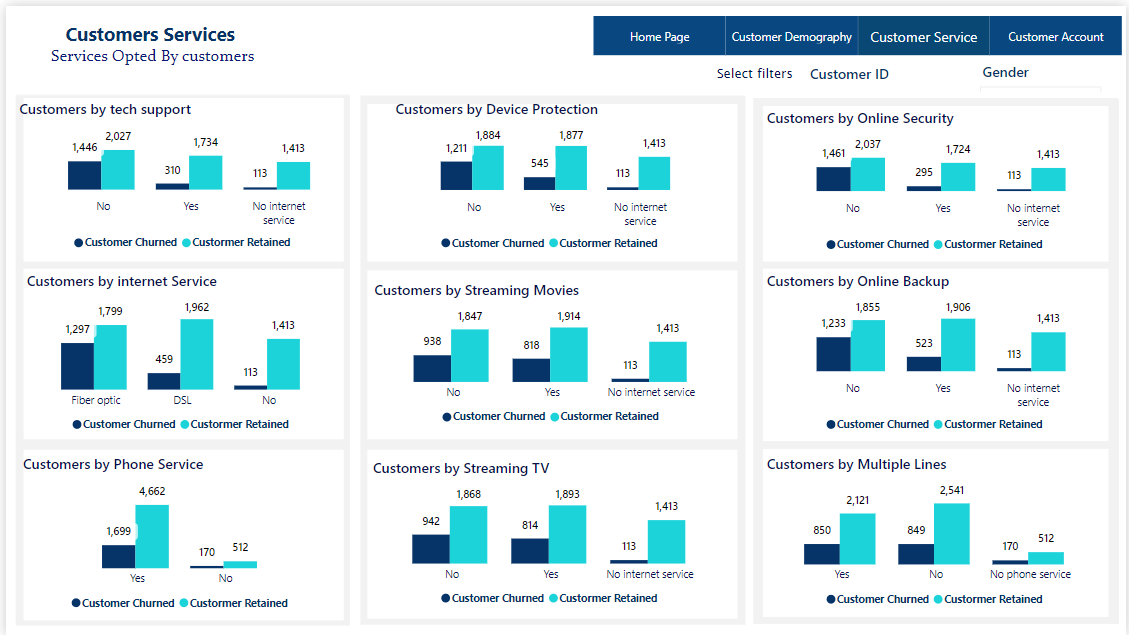 Customers Services
Services Opted By customers
Home Page
Customer Demography
Customer Service
Customer Account
Select filters
Customer ID
Gender
Customers by tech support
1,446 2,027 310 1,734 113 1,413
No Yes No internet
service
Customer Churned Custormer Retained
Customers by Device Protection
1,211 1,884 545 1,877 113 1,413
No Yes No internet
service
Customer Churned Custormer Retained
Customers by Online Security
1,461 2,037 295 1,724 113 1,413
No Yes No internet
service
Customer Churned Custormer Retained
Customers by internet Service
1,297 1,799 459 1,962 113 1,413
Fiber optic DSL No
Customer Churned Custormer Retained
Customers by Streaming Movies
938 1,847 818 1,914 113 1,413
No Yes No internet service
Customer Churned Custormer Retained
Customers by Online Backup
1,233 1,855 523 1,906 113 1,413
No Yes No internet
service
Customer Churned Custormer Retained
Customers by Phone Service
1,699 4,662 170 512
Yes No
Customer Churned Custormer Retained
Customers by Streaming TV
942 1,868 814 1,893 113 1,413
No Yes No internet service
Customer Churned Custormer Retained
Customers by Multiple Lines
850 2,121 849 2,541 170 512
Yes No No phone service
Customer Churned Custormer Retained